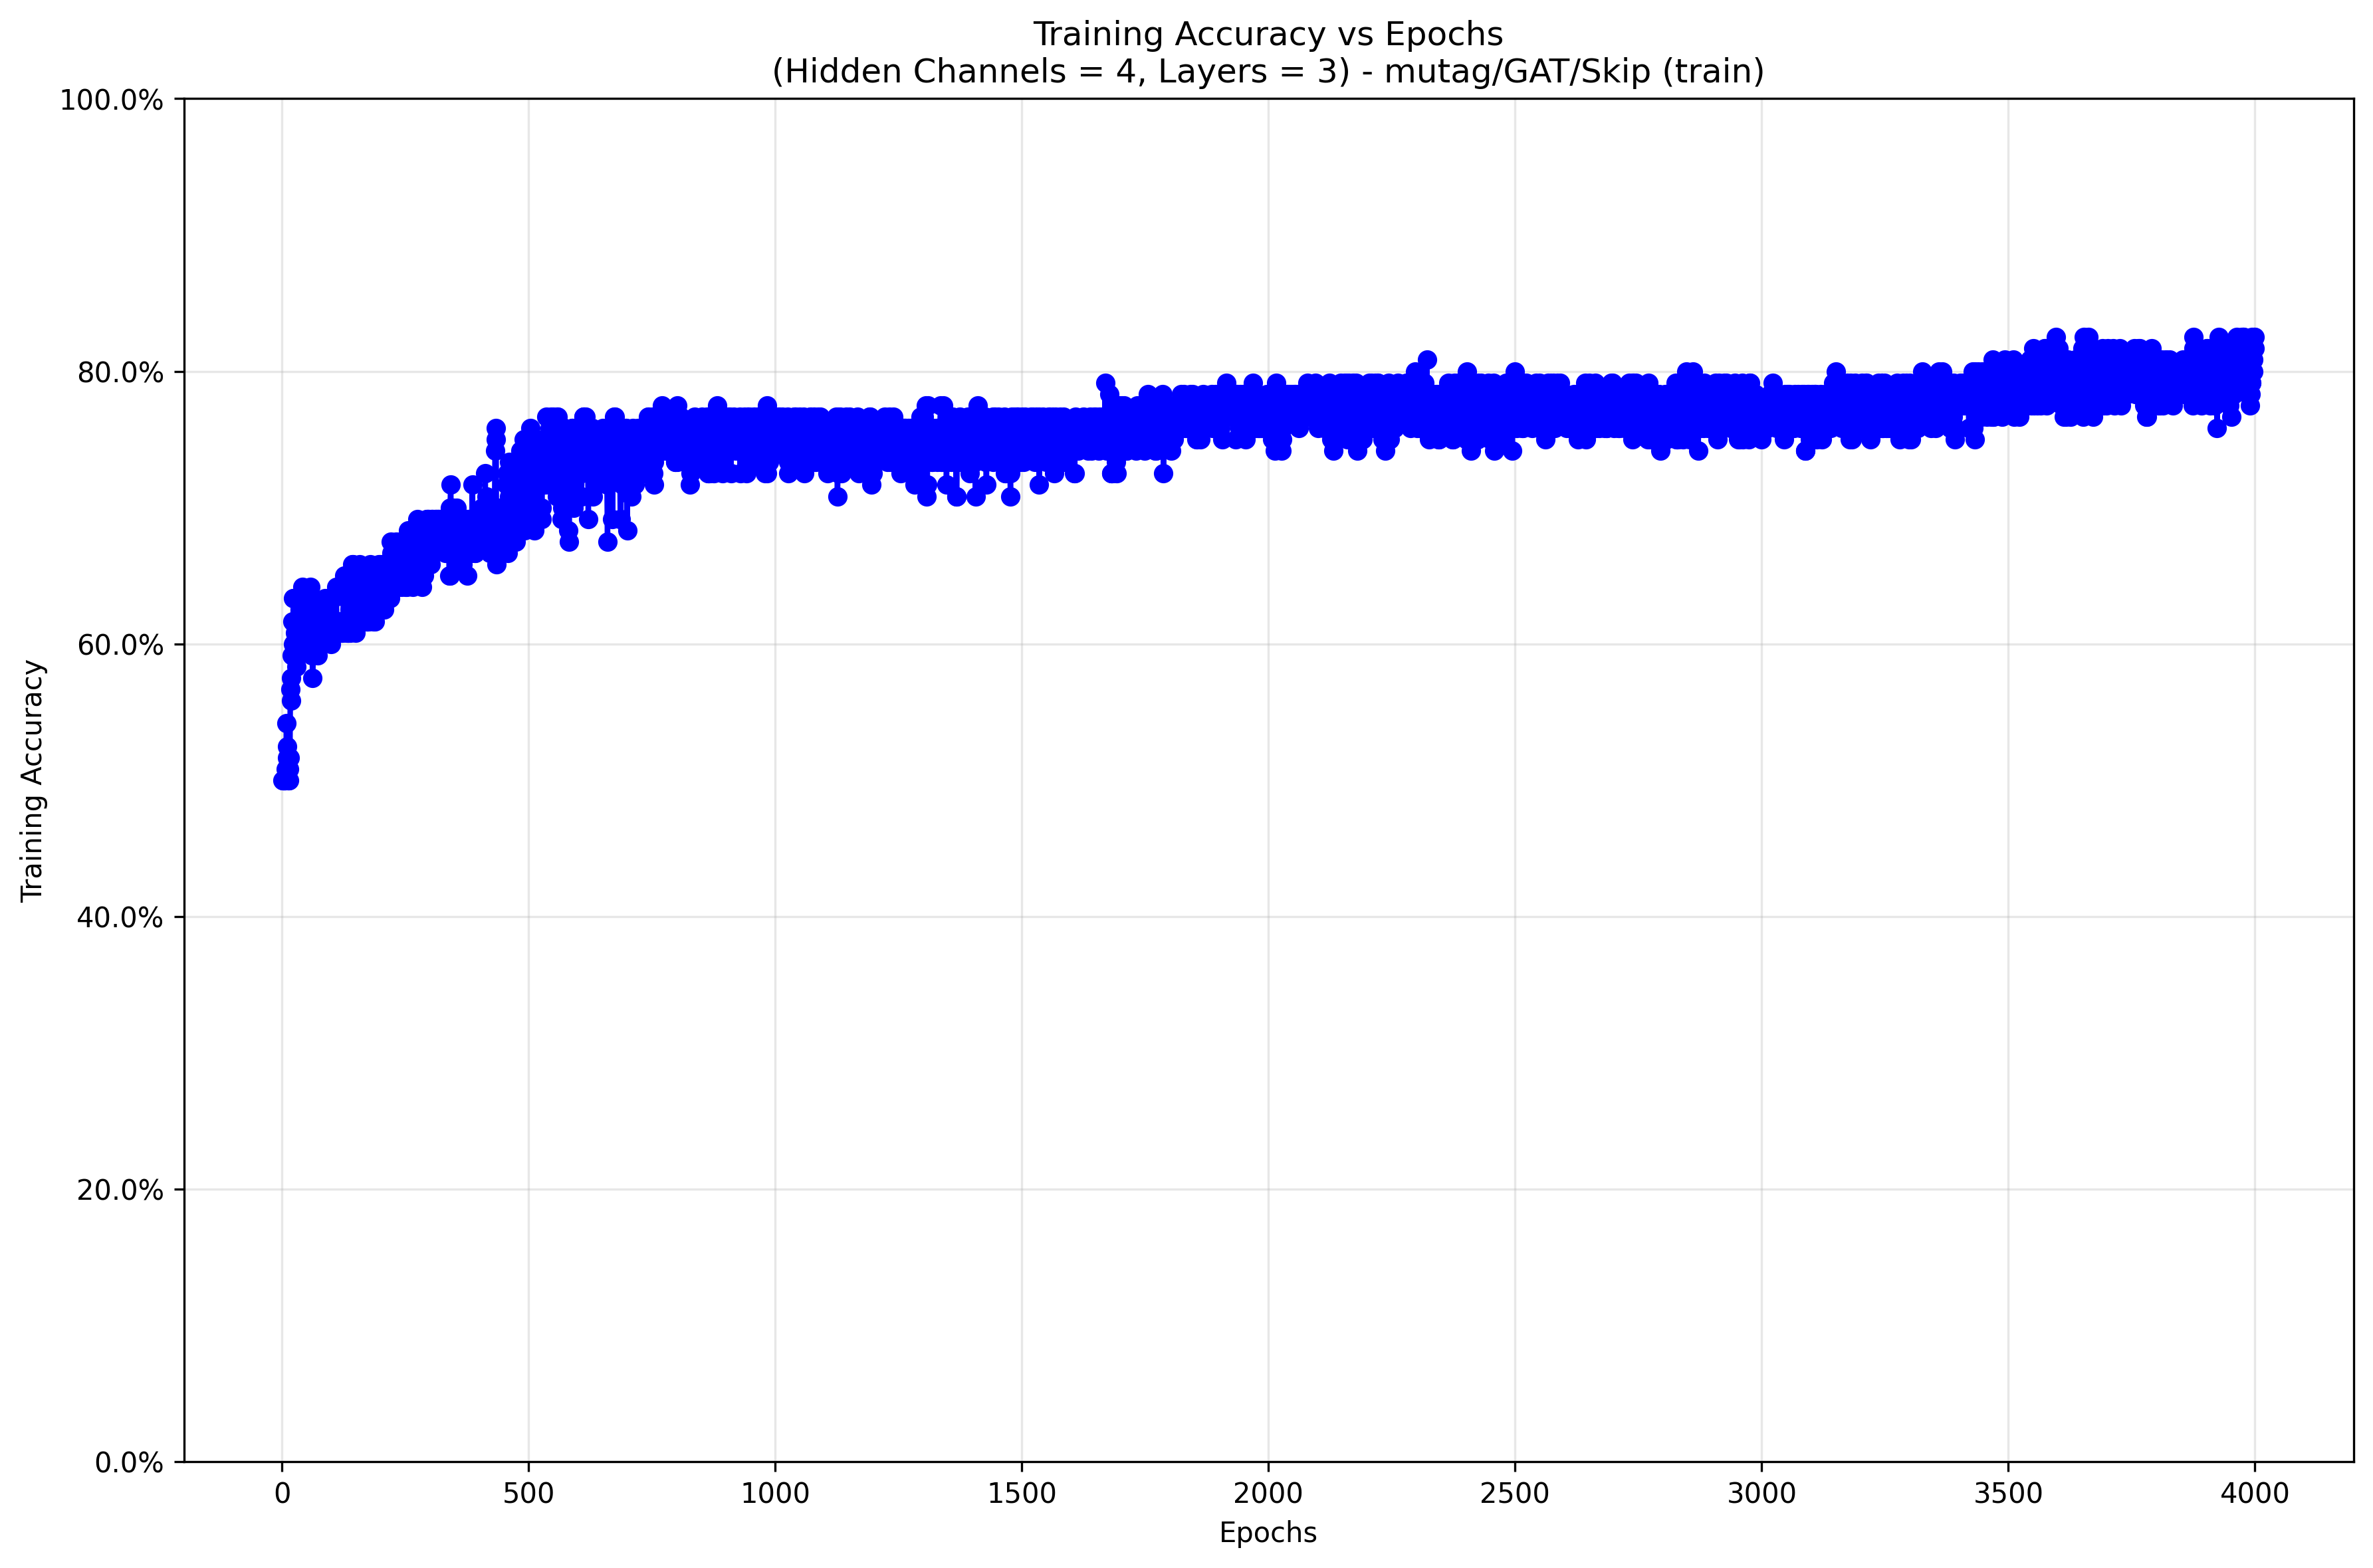 Training Accuracy vs Epochs
(Hidden Channels = 4, Layers = 3) - mutag/GAT/Skip (train)
100.0%
80.0%
60.0%
40.0%
20.0%
0.0%
Training Accuracy
0 500 1000 1500 2000 2500 3000 3500 4000
Epochs